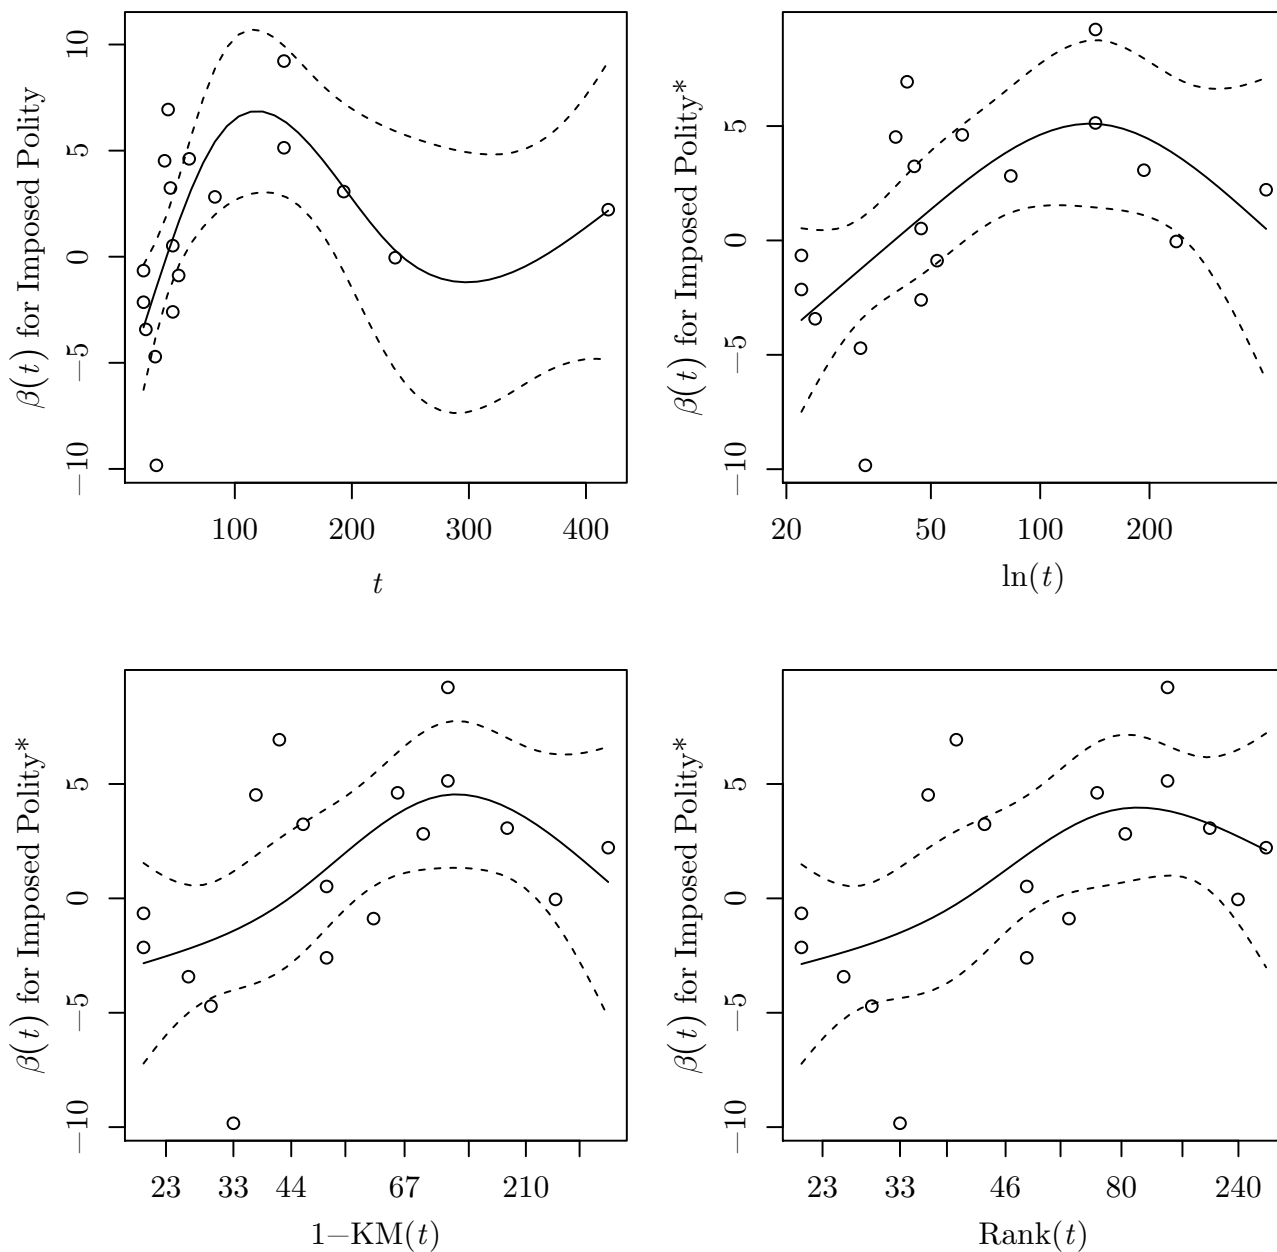 β(t) for Imposed Polity
10
5
0
−5
−10
100 200 300 400
t
β(t) for Imposed Polity*
5
0
−5
−10
20 50 100 200
ln(t)
β(t) for Imposed Polity*
5
0
−5
−10
23 33 44 67 210
1−KM(t)
β(t) for Imposed Polity*
5
0
−5
−10
23 33 46 80 240
Rank(t)